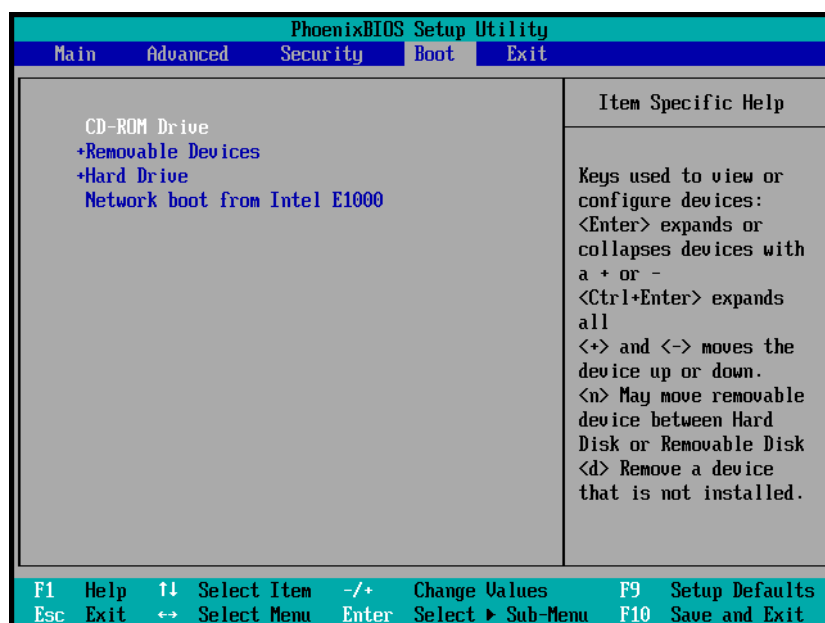 PhoenixBIOS Setup Utility
Main Advanced Security Boot Exit
CD-ROM Drive
+Removable Devices
+Hard Drive
Network boot from Intel E1000
Item Specific Help
Keys used to view or
configure devices:
<Enter> expands or
collapses devices with
a + or -
<Ctrl+Enter> expands
all
<+> and <-> moves the
device up or down.
<n> May move removable
device between Hard
Disk or Removable Disk
<d> Remove a device
that is not installed.
F1 Help ↑↓ Select Item -/+ Change Values F9 Setup Defaults
Esc Exit ↔ Select Menu Enter Select ▶ Sub-Menu F10 Save and Exit